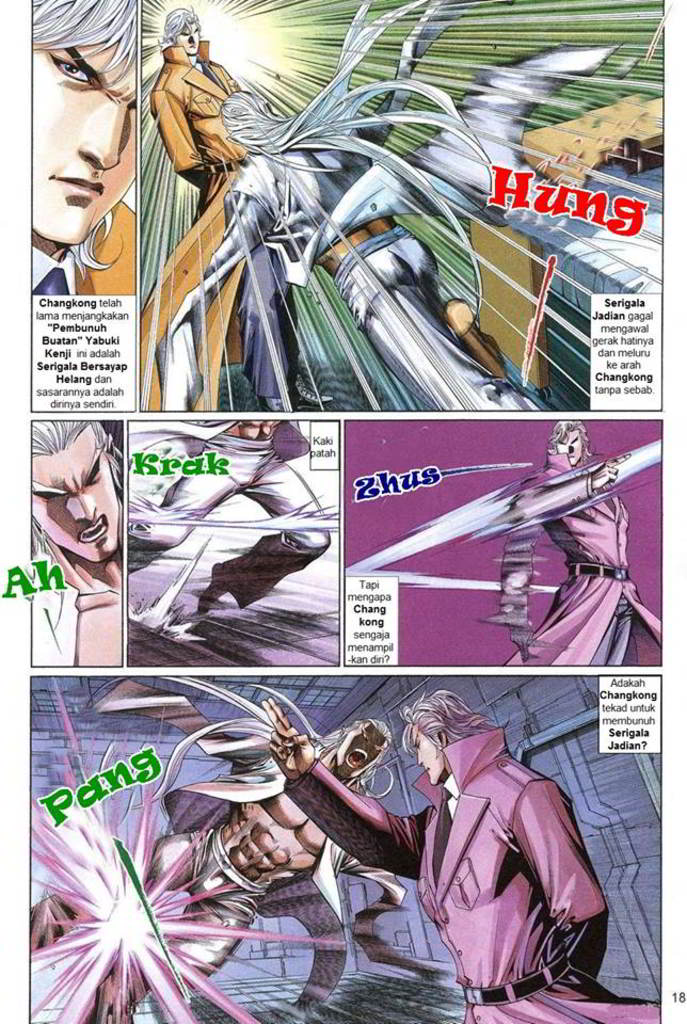 Hung
Changkong telah
lama menjangkakan
"Pembunuh
Buatan" Yabuki
Kenji ini adalah
Serigala Bersayap
Helang dan
sasarannya adalah
dirinya sendiri.
Serigala
Jadian gagal
mengawal
gerak hatinya
dan meluru
ke arah
Changkong
tanpa sebab.
Ah
Krak
Kaki
patah
Zhus
Tapi
mengapa
Chang
kong
sengaja
menampil
-kan diri?
Adakah
Changkong
tekad untuk
membunuh
Serigala
Jadian?
Pang
18